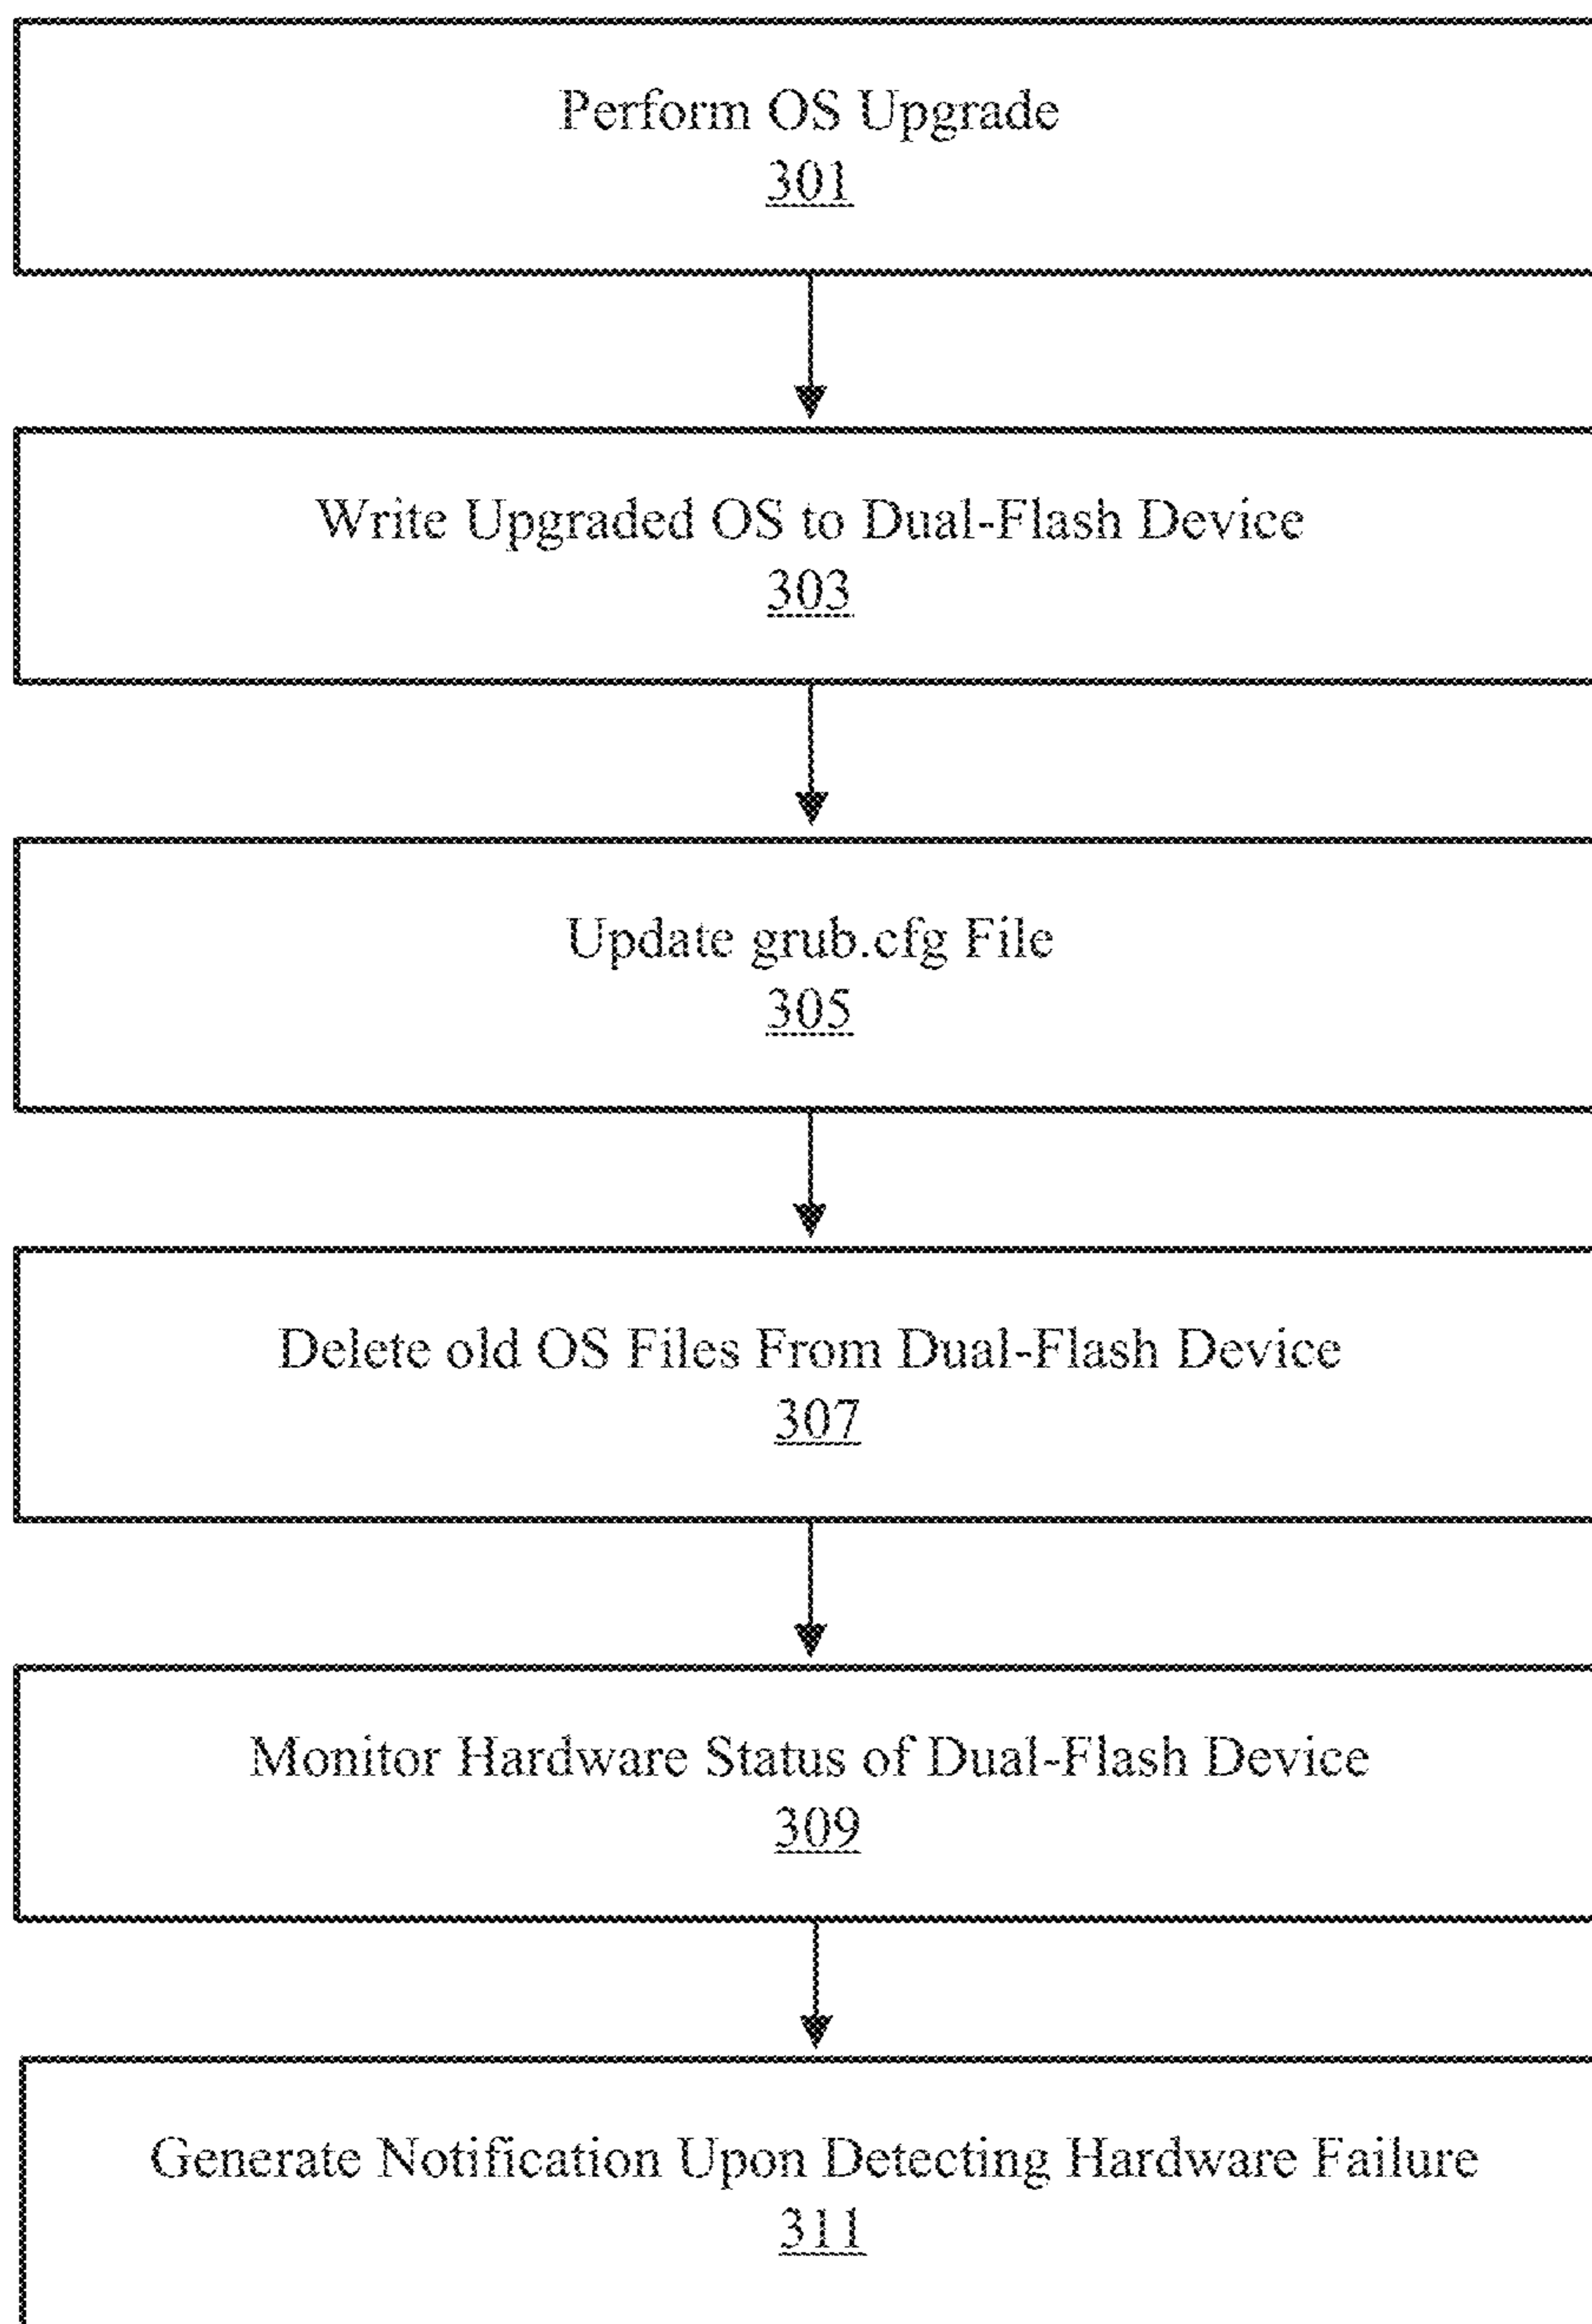 Perform OS Upgrade
301
Write Upgraded OS to Dual-Flash Device
303
Update grub.cfg File
305
Delete old OS Files From Dual-Flash Device
307
Monitor Hardware Status of Dual-Flash Device
309
Generate Notification Upon Detecting Hardware Failure
311